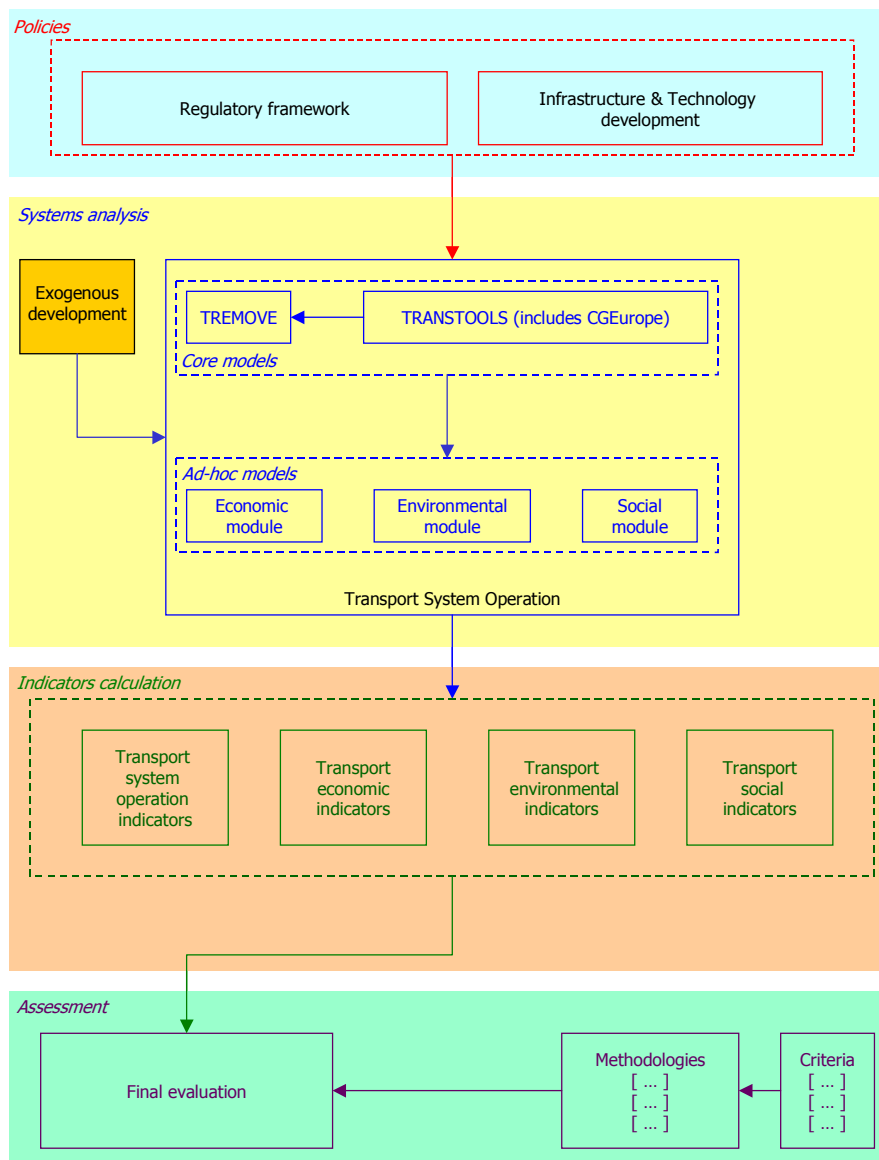 Policies
Regulatory framework
Infrastructure & Technology
development
Systems analysis
Exogenous
development
TREMOVE
TRANSTOOLS (includes CGEurope)
Core models
Ad-hoc models
Economic
module
Environmental
module
Social
module
Transport System Operation
Indicators calculation
Transport
system
operation
indicators
Transport
economic
indicators
Transport
environmental
indicators
Transport
social
indicators
Assessment
Final evaluation
Methodologies
[ ... ]
[ ... ]
[ ... ]
Criteria
[ ... ]
[ ... ]
[ ... ]